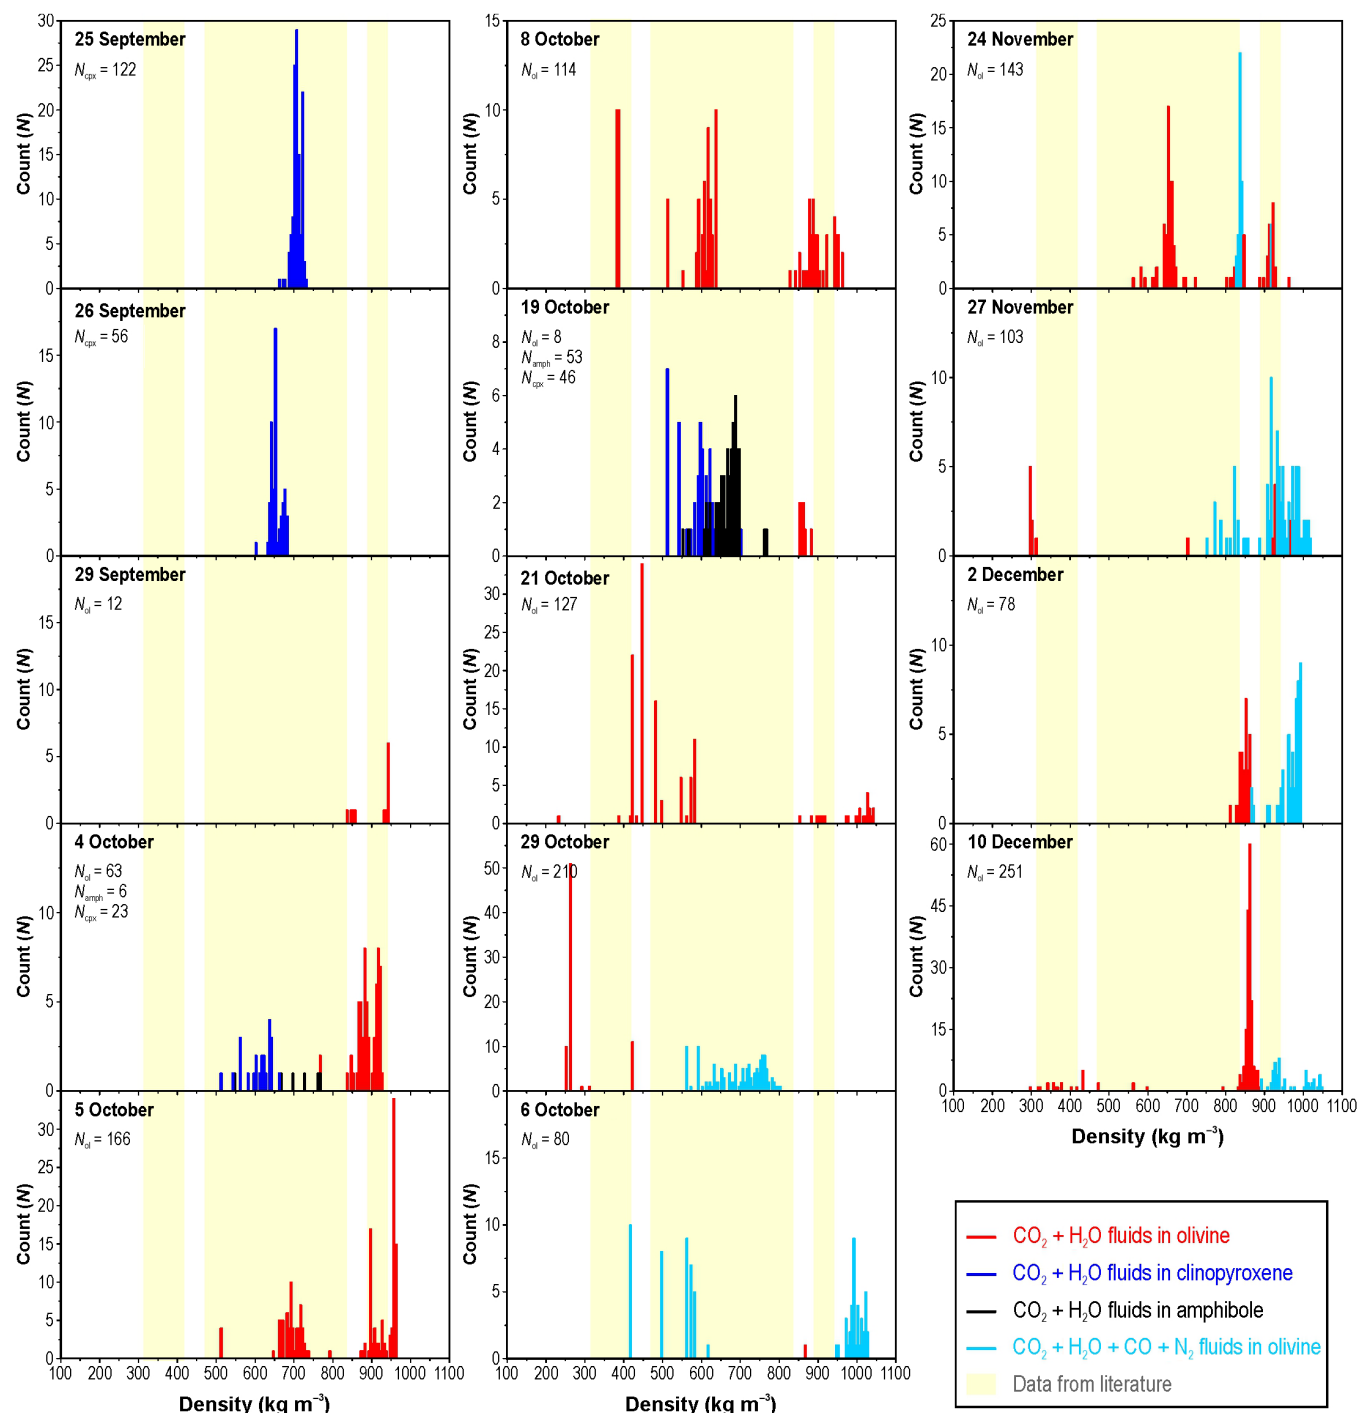 25 September
N_cpx = 122
30
25
20
15
10
5
0
Count (N)
26 September
N_cpx = 56
15
10
5
0
Count (N)
29 September
N_ol = 12
15
10
5
0
Count (N)
4 October
N_ol = 63
N_amph = 6
N_cpx = 23
10
5
0
Count (N)
5 October
N_ol = 166
30
25
20
15
10
5
0
Count (N)
100 200 300 400 500 600 700 800 900 1000 1100
Density (kg m⁻³)
8 October
N_ol = 114
15
10
5
0
Count (N)
19 October
N_ol = 8
N_amph = 53
N_cpx = 46
8
6
4
2
0
Count (N)
21 October
N_ol = 127
30
25
20
15
10
5
0
Count (N)
29 October
N_ol = 210
50
40
30
20
10
0
Count (N)
6 October
N_ol = 80
15
10
5
0
Count (N)
200 300 400 500 600 700 800 900 1000 1100
Density (kg m⁻³)
24 November
N_ol = 143
25
20
15
10
5
0
Count (N)
27 November
N_ol = 103
10
5
0
Count (N)
2 December
N_ol = 78
10
5
0
Count (N)
10 December
N_ol = 251
60
45
30
15
0
Count (N)
100 200 300 400 500 600 700 800 900 1000 1100
Density (kg m⁻³)
CO₂ + H₂O fluids in olivine
CO₂ + H₂O fluids in clinopyroxene
CO₂ + H₂O fluids in amphibole
CO₂ + H₂O + CO + N₂ fluids in olivine
Data from literature